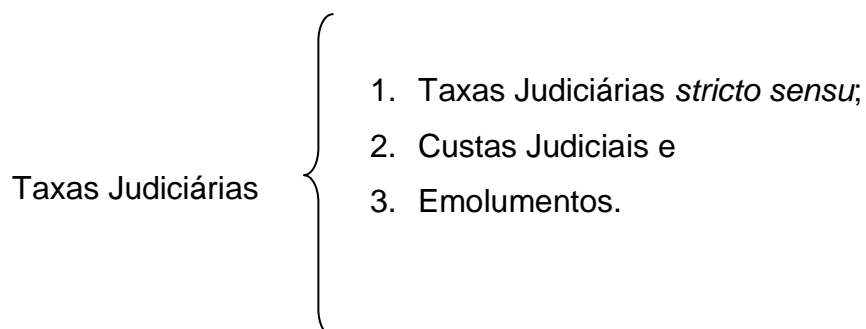 1. Taxas Judiciárias stricto sensu;
2. Custas Judiciais e
Taxas Judiciárias
3. Emolumentos.